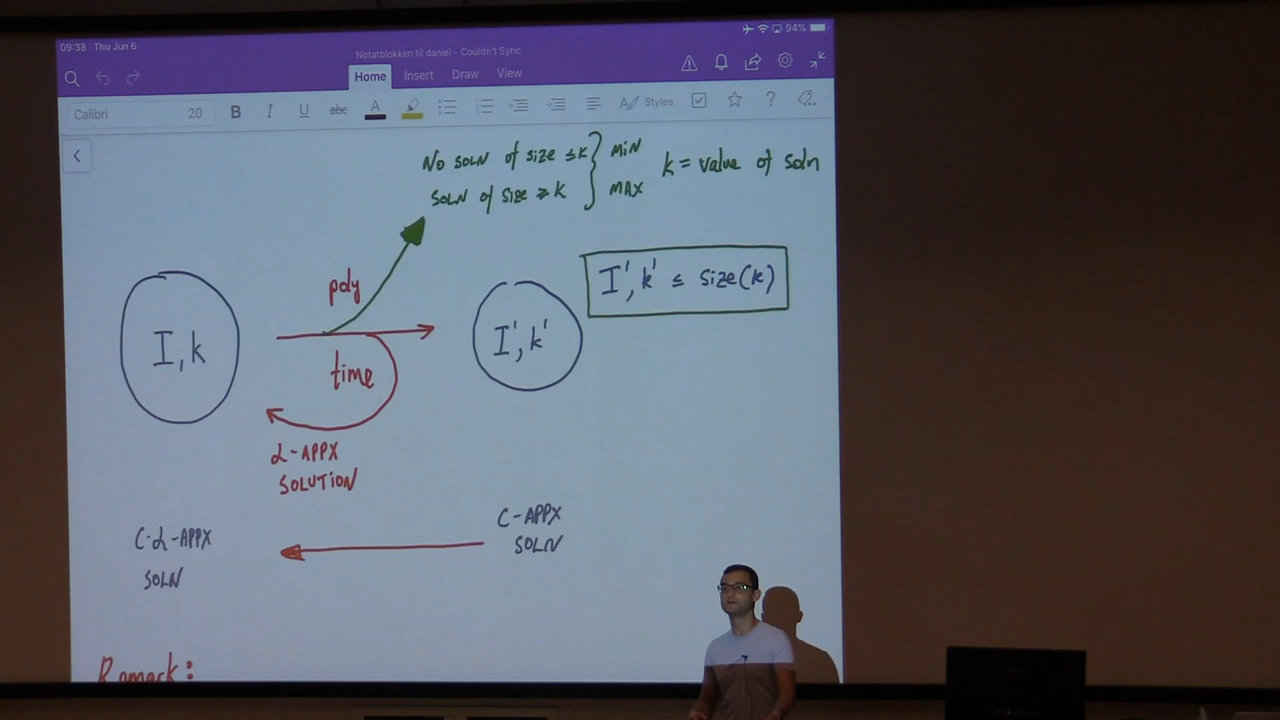 09:38 Thu Jun 6
94%
Notatblokken til daniel - Couldn't Sync
Home Insert Draw View
Calibri 20 B I U abc A Styles
No soln of size ≤ k } MIN
k = value of soln
soln of size ≥ k } MAX
I', k' ≤ size(k)
poly
I, k
I', k'
time
α-APPX
SOLUTION
C-APPX
SOLN
C·α-APPX
SOLN
Remark: